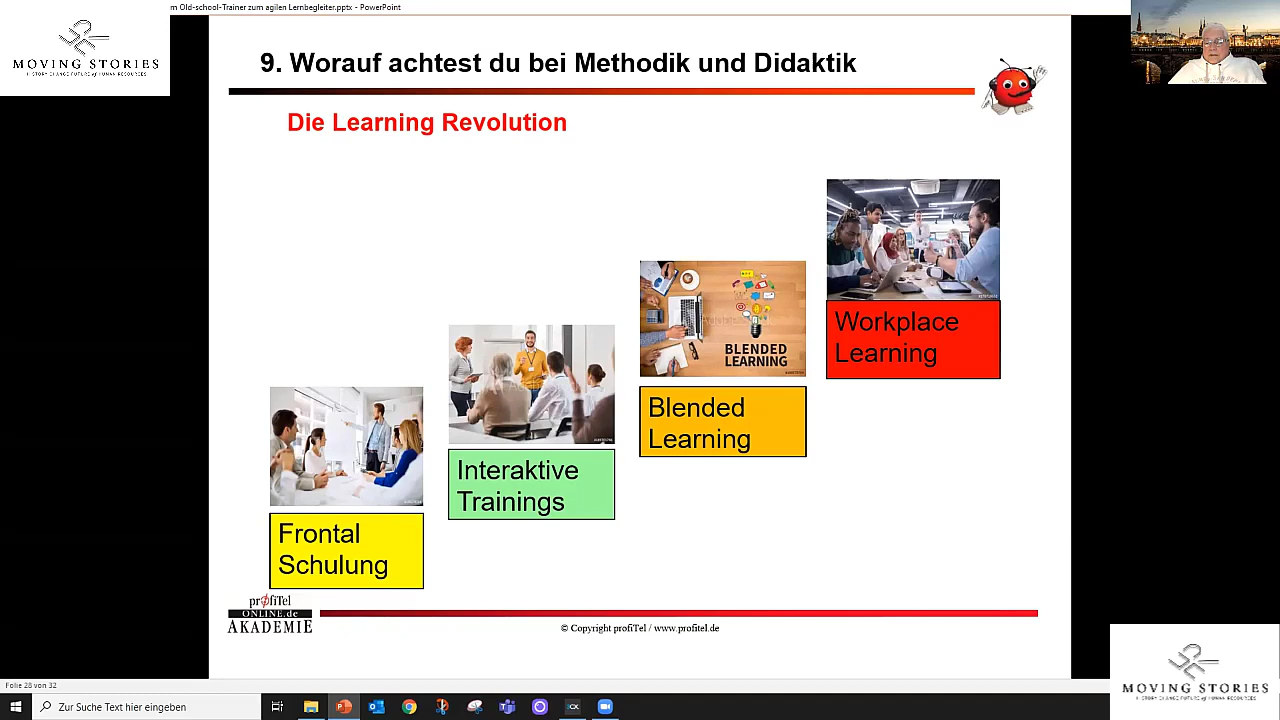 m Old-school-Trainer zum agilen Lernbegleiter.pptx - PowerPoint
MOVING STORIES
9. Worauf achtest du bei Methodik und Didaktik
Die Learning Revolution
Workplace
Learning
BLENDED
LEARNING
Blended
Learning
Interaktive
Trainings
Frontal
Schulung
profiTel
ONLINE.de
AKADEMIE
© Copyright profiTel / www.profitel.de
Folie 28 von 32
Zur Suche Text hier eingeben
MOVING STORIES